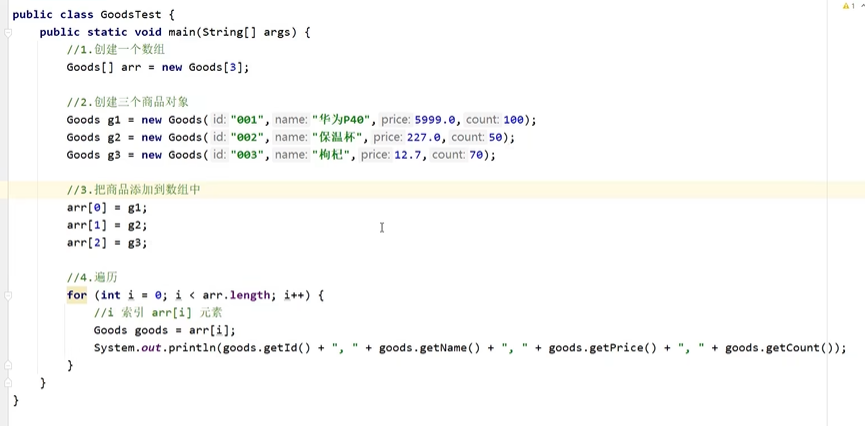 public class GoodsTest {
public static void main(String[] args) {
//1.创建一个数组
Goods[] arr = new Goods[3];
//2.创建三个商品对象
Goods g1 = new Goods( id: "001", name: "华为P40", price: 5999.0, count: 100);
Goods g2 = new Goods( id: "002", name: "保温杯", price: 227.0, count: 50);
Goods g3 = new Goods( id: "003", name: "枸杞", price: 12.7, count: 70);
//3.把商品添加到数组中
arr[0] = g1;
arr[1] = g2;
arr[2] = g3;
//4.遍历
for (int i = 0; i < arr.length; i++) {
//i 索引 arr[i] 元素
Goods goods = arr[i];
System.out.println(goods.getId() + ", " + goods.getName() + ", " + goods.getPrice() + ", " + goods.getCount());
}
}
}
1